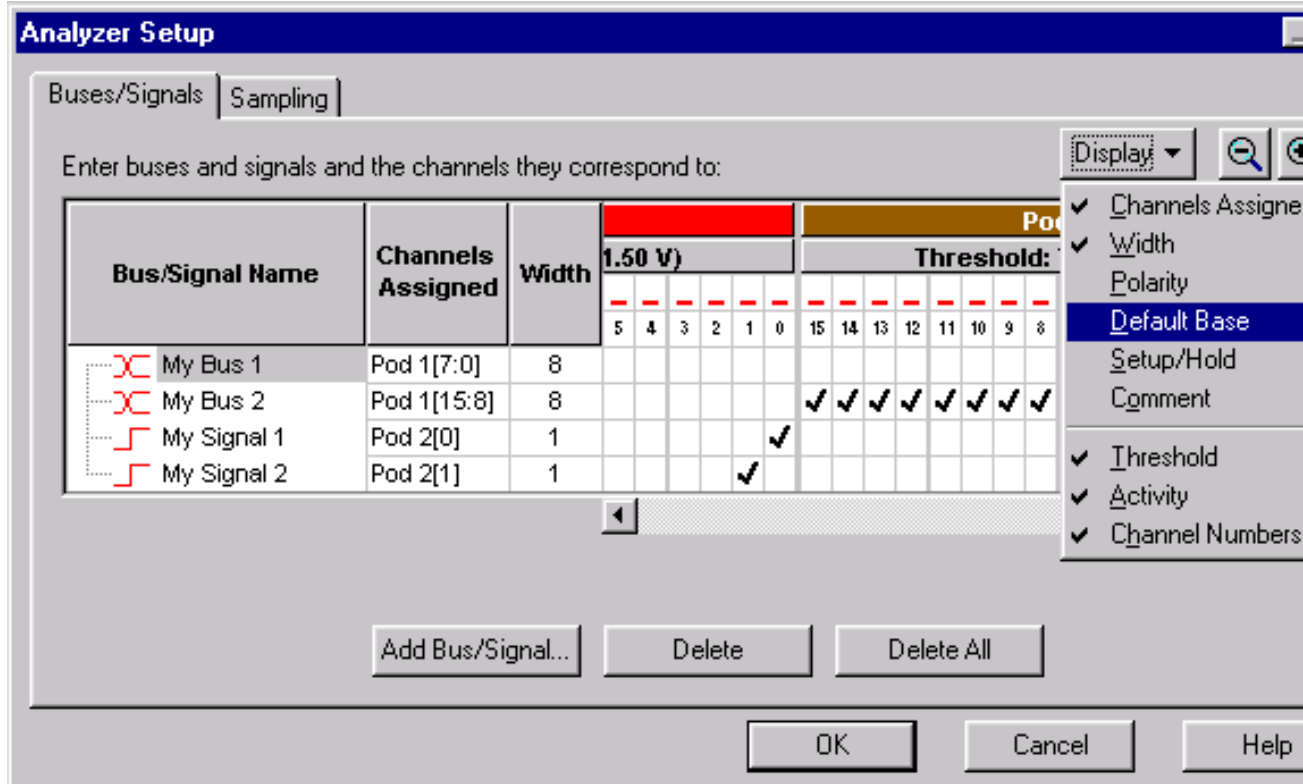 Analyzer Setup
Buses/Signals Sampling
Enter buses and signals and the channels they correspond to:
Display
Bus/Signal Name Channels Assigned Width
1.50 V) Threshold:
5 4 3 2 1 0 15 14 13 12 11 10 9 8
My Bus 1 Pod 1[7:0] 8
My Bus 2 Pod 1[15:8] 8
My Signal 1 Pod 2[0] 1
My Signal 2 Pod 2[1] 1
Channels Assigne
Width
Polarity
Default Base
Setup/Hold
Comment
Threshold
Activity
Channel Numbers
Add Bus/Signal... Delete Delete All
OK Cancel Help